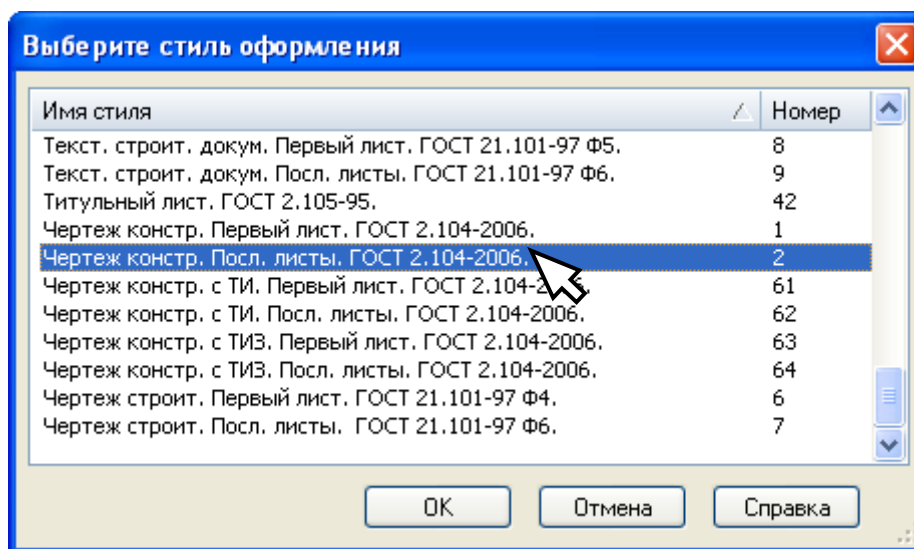 Выберите стиль оформления
Имя стиля Номер
Текст. строит. докум. Первый лист. ГОСТ 21.101-97 Ф5. 8
Текст. строит. докум. Посл. листы. ГОСТ 21.101-97 Ф6. 9
Титульный лист. ГОСТ 2.105-95. 42
Чертеж констр. Первый лист. ГОСТ 2.104-2006. 1
Чертеж констр. Посл. листы. ГОСТ 2.104-2006. 2
Чертеж констр. с ТИ. Первый лист. ГОСТ 2.104-2006. 61
Чертеж констр. с ТИ. Посл. листы. ГОСТ 2.104-2006. 62
Чертеж констр. с ТИЗ. Первый лист. ГОСТ 2.104-2006. 63
Чертеж констр. с ТИЗ. Посл. листы. ГОСТ 2.104-2006. 64
Чертеж строит. Первый лист. ГОСТ 21.101-97 Ф4. 6
Чертеж строит. Посл. листы. ГОСТ 21.101-97 Ф6. 7
OK Отмена Справка